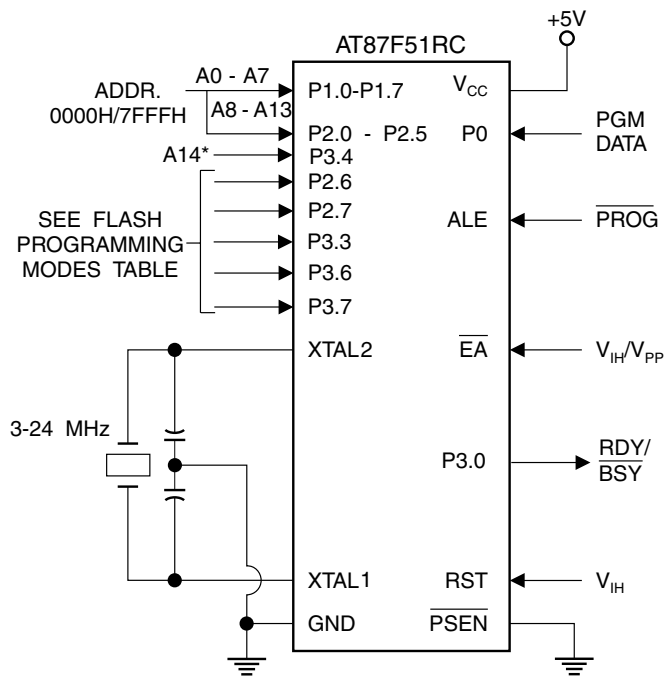 +5V
AT87F51RC
ADDR.
0000H/7FFFH
A0 - A7
A8 - A13
A14*
P1.0-P1.7
P2.0 - P2.5
P3.4
P2.6
P2.7
P3.3
P3.6
P3.7
SEE FLASH
PROGRAMMING
MODES TABLE
XTAL2
3-24 MHz
XTAL1
GND
VCC
P0
PGM
DATA
ALE
PROG
EA
VIH/VPP
P3.0
RDY/
BSY
RST
VIH
PSEN